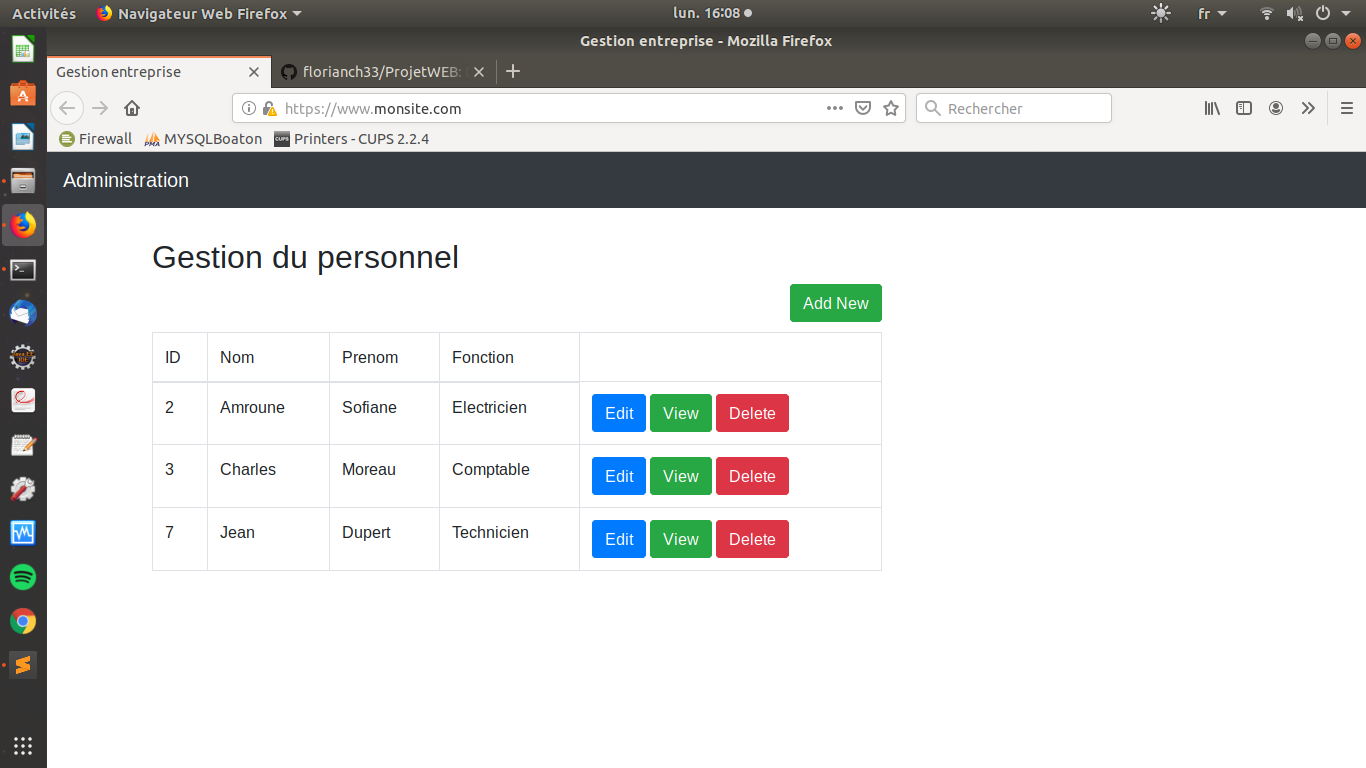 Activités Navigateur Web Firefox lun. 16:08 fr
Gestion entreprise - Mozilla Firefox
Gestion entreprise florianch33/ProjetWEB:
https://www.monsite.com Rechercher
Firewall MYSQLBoaton CUPS Printers - CUPS 2.2.4
Administration
Gestion du personnel
Add New
ID Nom Prenom Fonction
2 Amroune Sofiane Electricien Edit View Delete
3 Charles Moreau Comptable Edit View Delete
7 Jean Dupert Technicien Edit View Delete